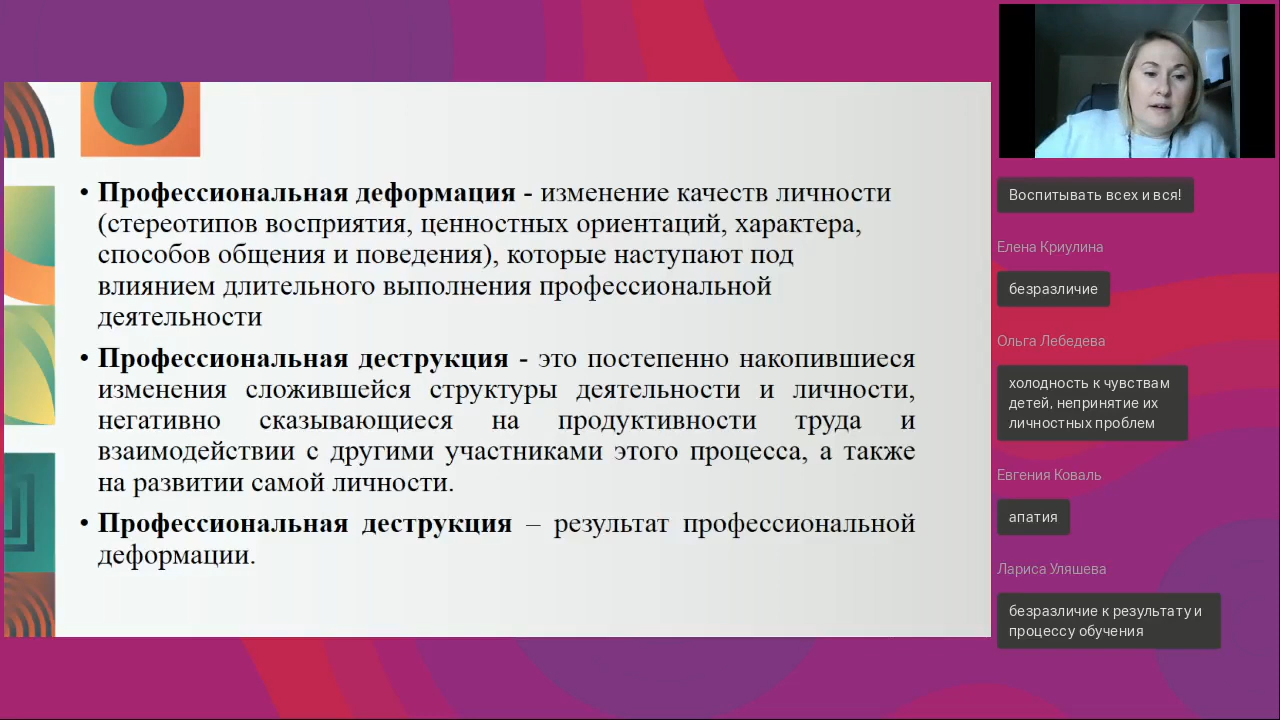 • Профессиональная деформация - изменение качеств личности
(стереотипов восприятия, ценностных ориентаций, характера,
способов общения и поведения), которые наступают под
влиянием длительного выполнения профессиональной
деятельности
• Профессиональная деструкция - это постепенно накопившиеся
изменения сложившейся структуры деятельности и личности,
негативно сказывающиеся на продуктивности труда и
взаимодействии с другими участниками этого процесса, а также
на развитии самой личности.
• Профессиональная деструкция – результат профессиональной
деформации.
Воспитывать всех и вся!
Елена Криулина
безразличие
Ольга Лебедева
холодность к чувствам
детей, непринятие их
личностных проблем
Евгения Коваль
апатия
Лариса Уляшева
безразличие к результату и
процессу обучения